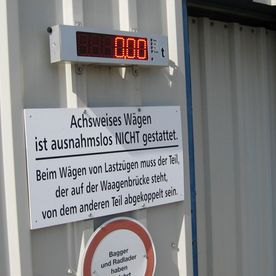 0.00 t
Achsweises Wägen
ist ausnahmslos NICHT gestattet.
Beim Wägen von Lastzügen muss der Teil,
der auf der Waagenbrücke steht,
von dem anderen Teil abgekoppelt sein.
Bagger
und Radlader
haben